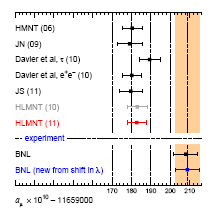 HMNT (06)
JN (09)
Davier et al, τ (10)
Davier et al, e⁺e⁻ (10)
JS (11)
HLMNT (10)
HLMNT (11)
experiment
BNL
BNL (new from shift in λ)
170 180 190 200 210
aμ × 10¹⁰ – 11659000